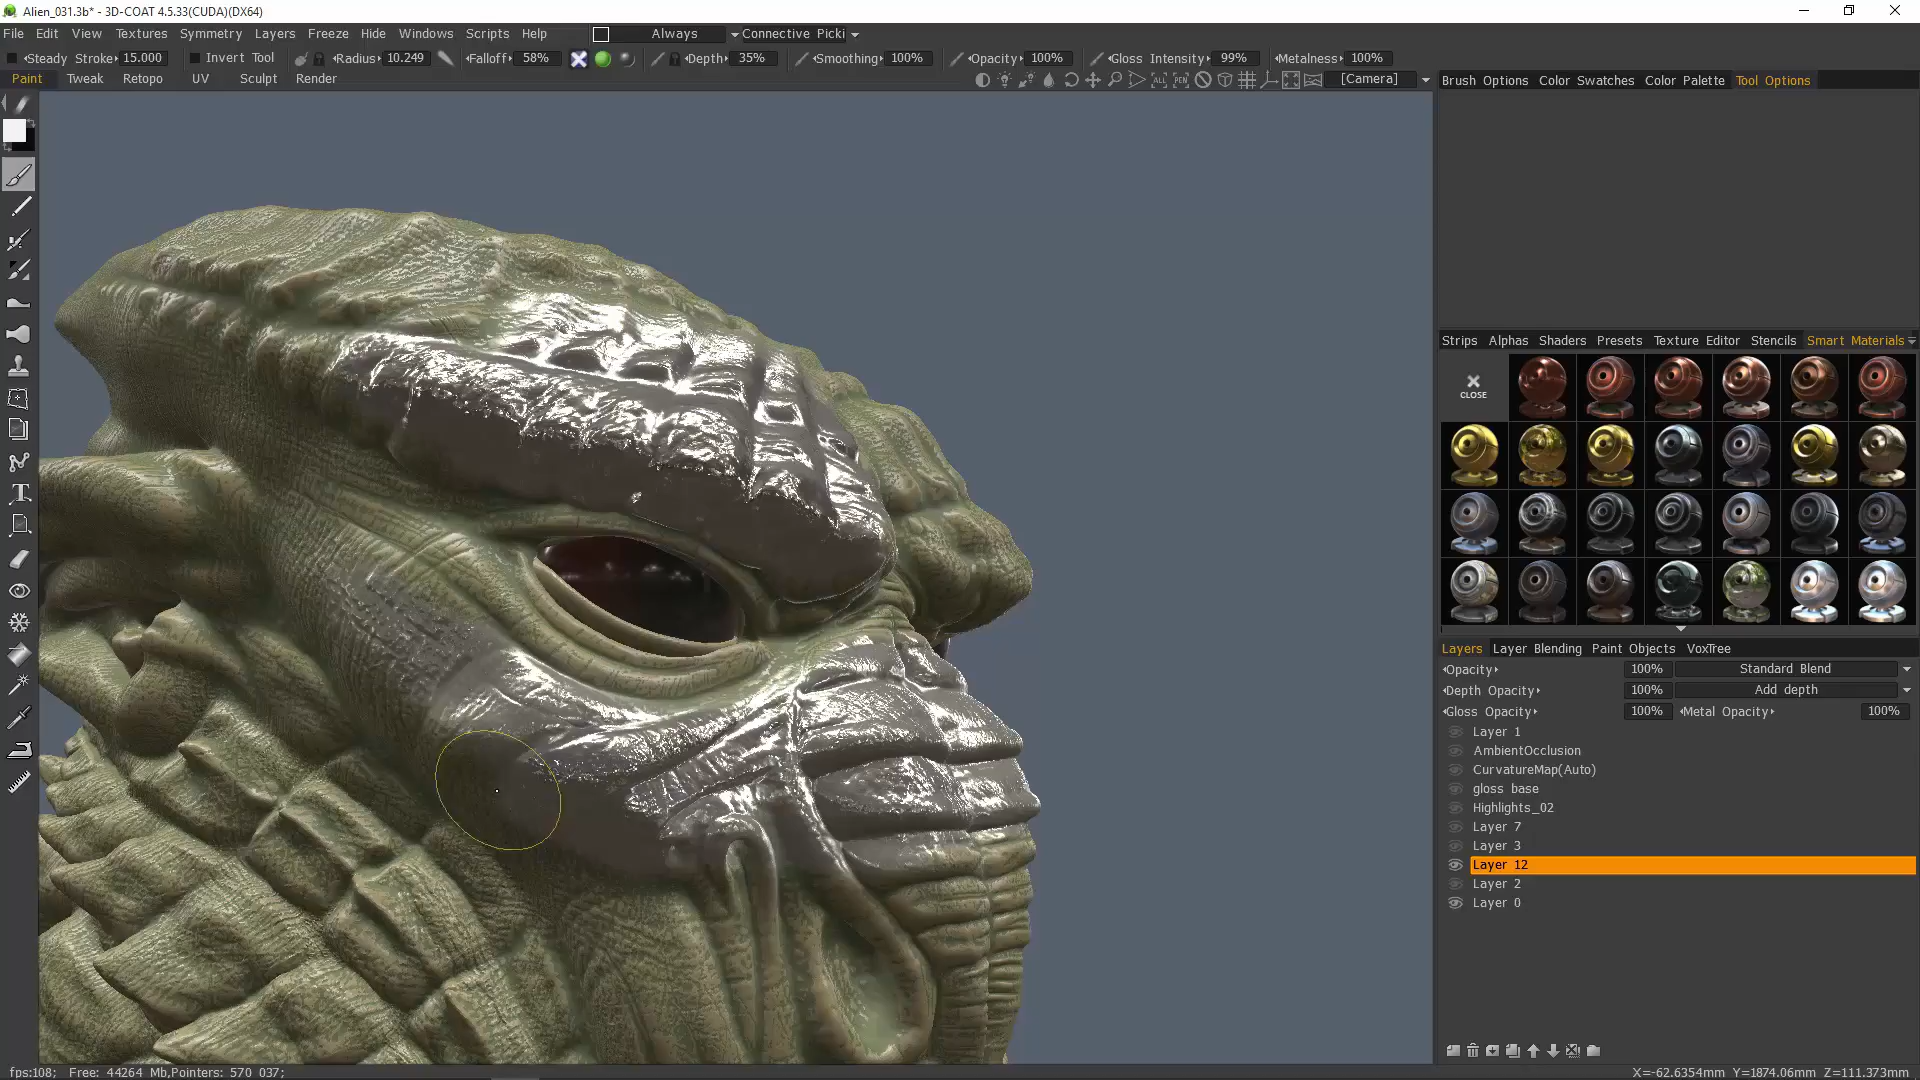 Alien_031.3b* - 3D-COAT 4.5.33(CUDA)(DX64)
File Edit View Textures Symmetry Layers Freeze Hide Windows Scripts Help Always Connective Picki
Steady Stroke 15.000 Invert Tool Radius 10.249 Falloff 58% Depth 35% Smoothing 100% Opacity 100% Gloss Intensity 99% Metalness 100%
Paint Tweak Retopo UV Sculpt Render ALL PEN [Camera] Brush Options Color Swatches Color Palette Tool Options
Strips Alphas Shaders Presets Texture Editor Stencils Smart Materials
CLOSE
Layers Layer Blending Paint Objects VoxTree
Opacity 100% Standard Blend
Depth Opacity 100% Add depth
Gloss Opacity 100% Metal Opacity 100%
Layer 1
AmbientOcclusion
CurvatureMap(Auto)
gloss base
Highlights_02
Layer 7
Layer 3
Layer 12
Layer 2
Layer 0
fps:108; Free: 44264 Mb,Pointers: 570 037; X=-62.6354mm Y=1874.06mm Z=111.373mm